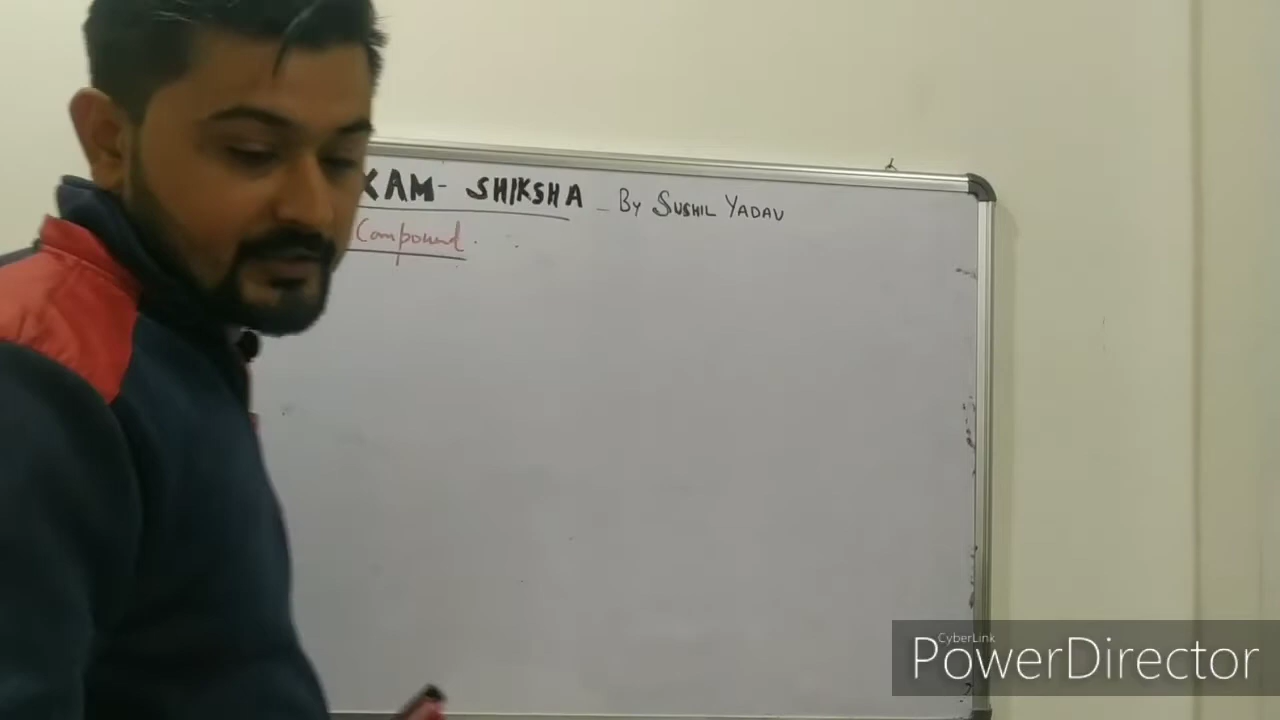 XAM- SHIKSHA - By SUSHIL YADAV
Compound.
CyberLink
PowerDirector